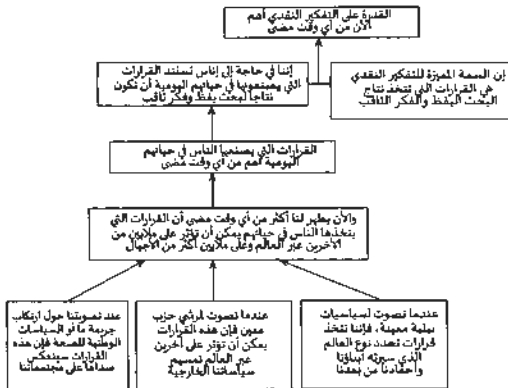 القدرة على التفكير النقدي أهم
الآن من أي وقت مضى
إننا في حاجة إلى إناس تستند القرارات
التي يصنعونها في حياتهم اليومية أن تكون
نتاجاً لبحث يقظ وفكر ثاقب
إن السمة المميزة للتفكير النقدي
هي القرارات التي تتخذ نتاج
البحث اليقظ والفكر الثاقب
القرارات التي يصنعها الناس في حياتهم
اليومية أهم من أي وقت مضى
والآن يظهر لنا أكثر من أي وقت مضى أن القرارات التي
يتخذها الناس في حياتهم يمكن أن تؤثر على ملايين من
الآخرين عبر العالم وعلى ملايين أكثر من الأجيال
عندما نصوت لسياسيات
بيئية معينة، فإننا نتخذ
قرارات تحدد نوع العالم
الذي سيرثه أبناؤنا
وأحفادنا من بعدنا
عندما نصوت لمرشي حزب
معين فإن هذه القرارات
يمكن أن تؤثر على آخرين
عبر العالم تمسهم
سياساتنا الخارجية
عند تصويتنا حول ارتكاب
جريمة ما أو السياسات
الوطنية للصحة فإن هذه
القرارات سينعكس
صداها على مجتمعاتنا